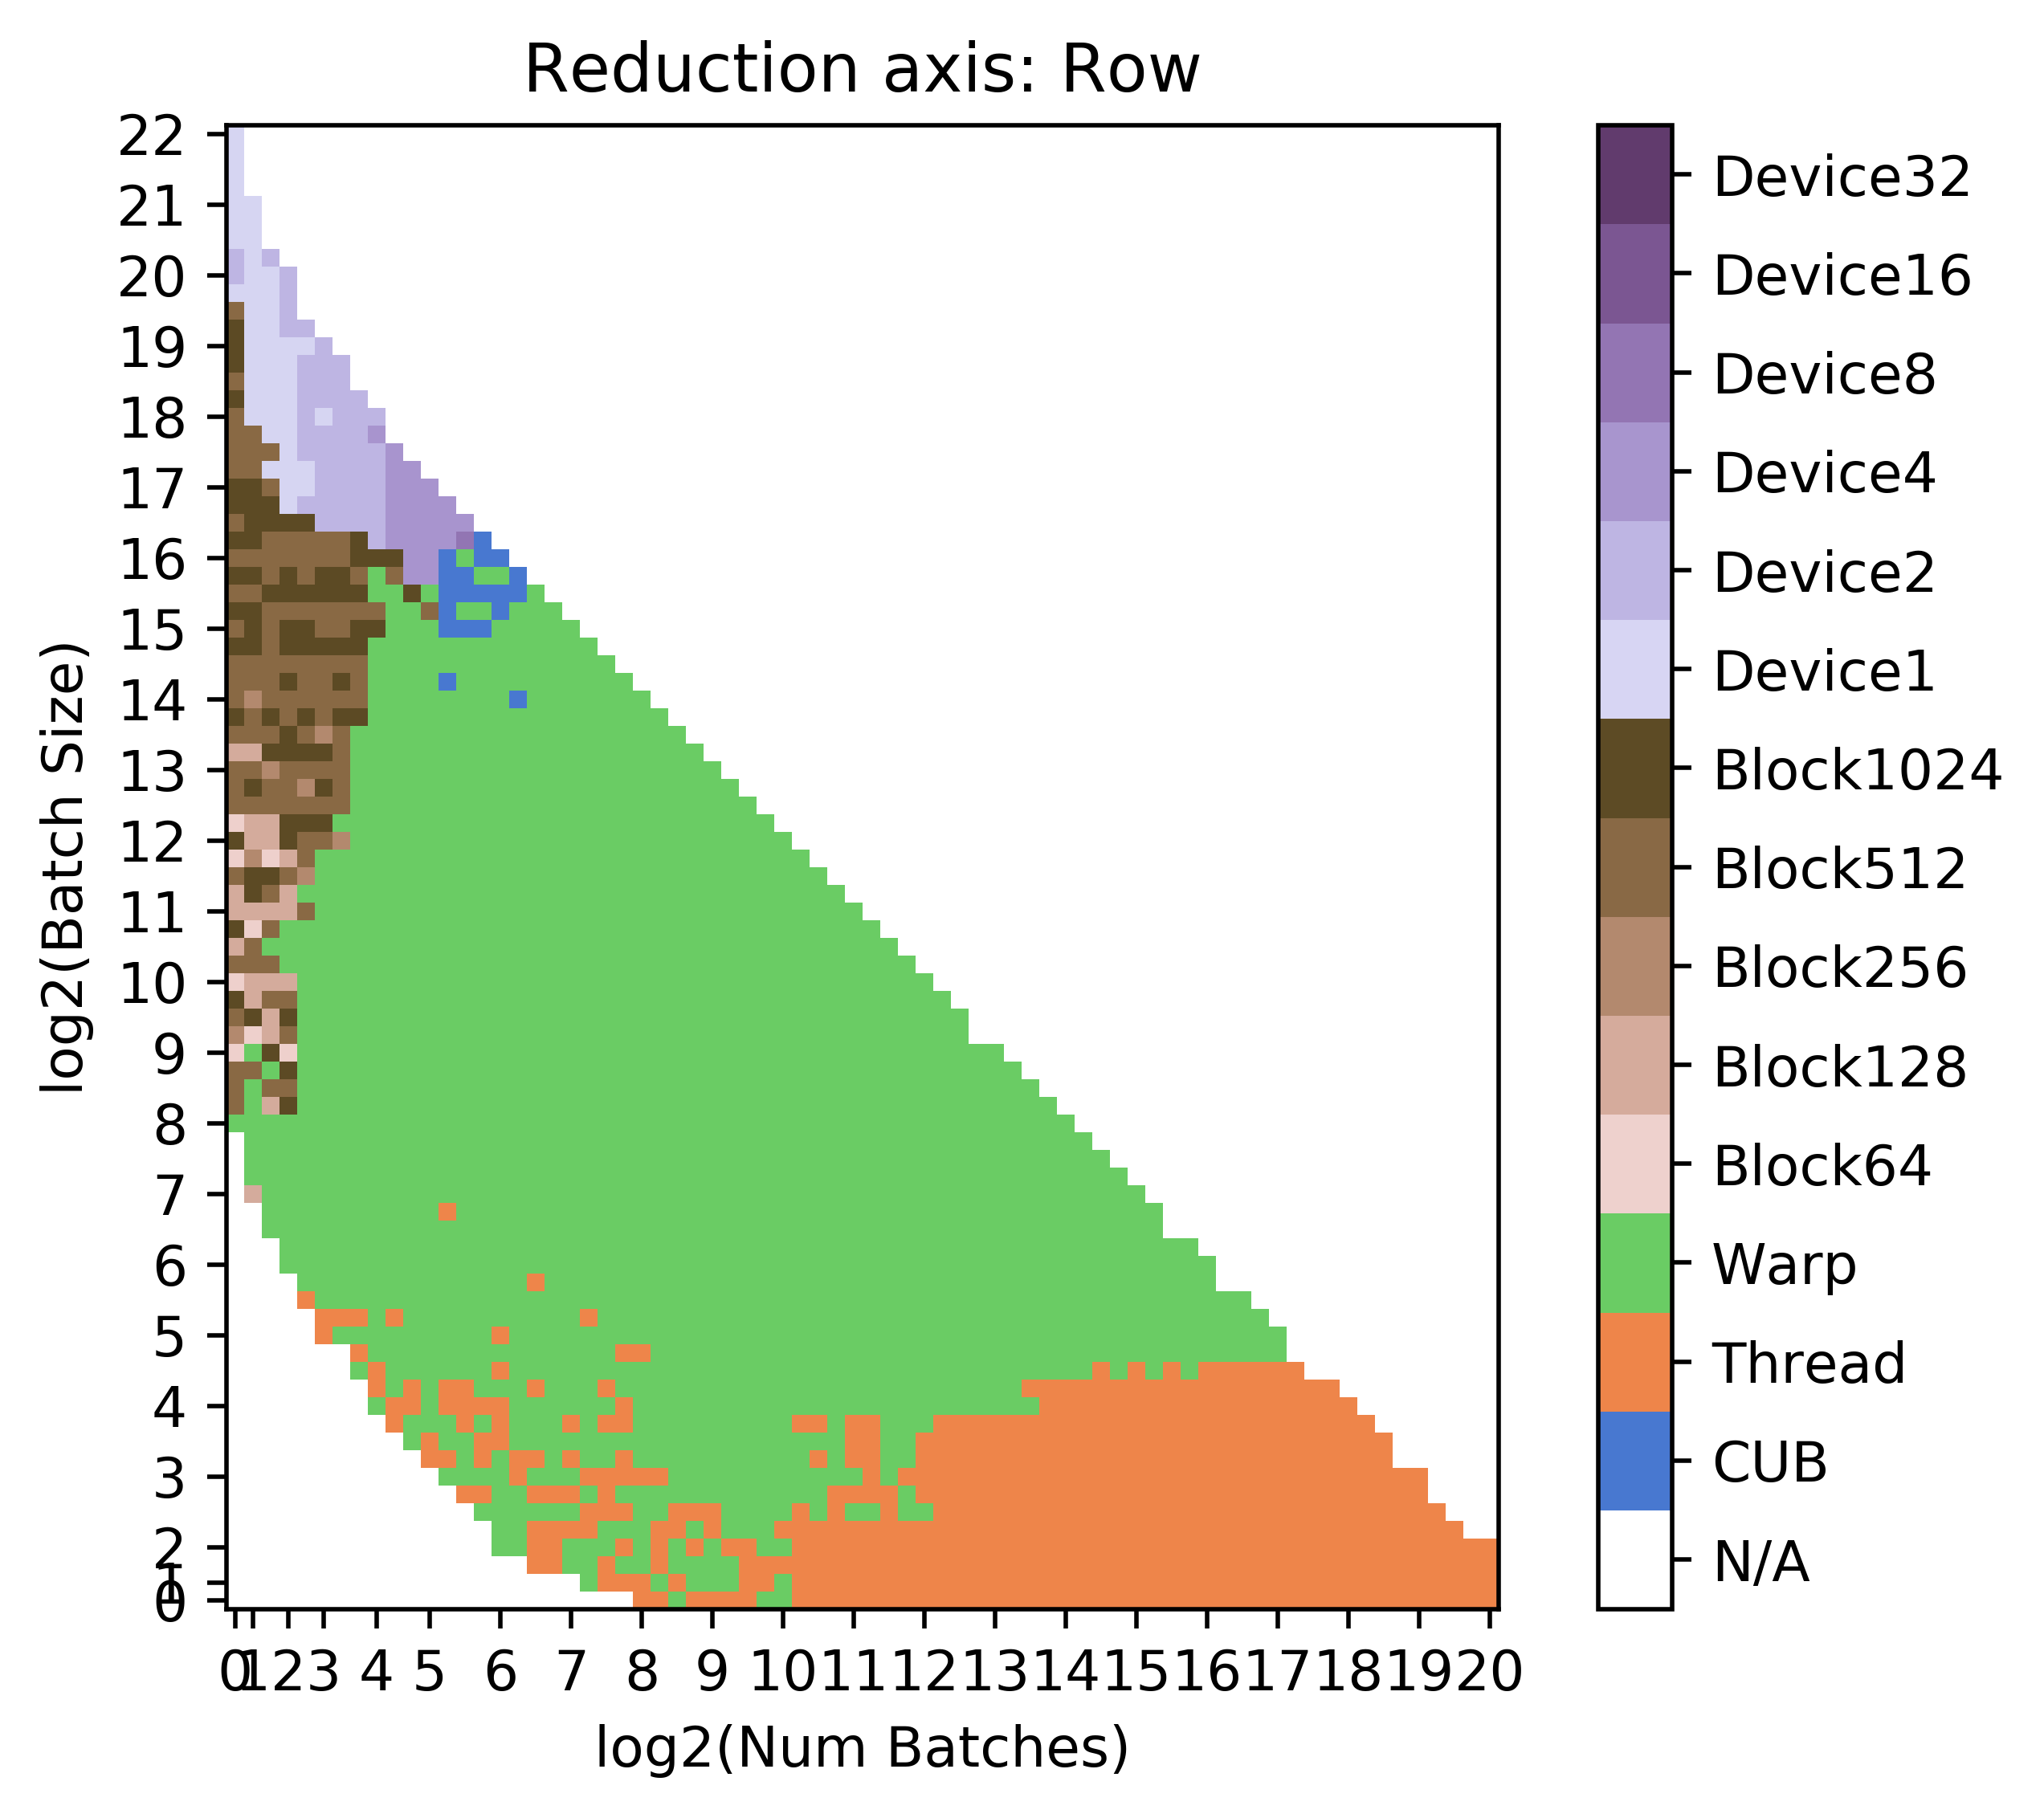 Reduction axis: Row
22
21
20
19
18
17
16
15
14
13
12
11
10
9
8
7
6
5
4
3
2
1
0
log2(Batch Size)
0 1 2 3 4 5 6 7 8 9 10 11 12 13 14 15 16 17 18 19 20
log2(Num Batches)
Device32
Device16
Device8
Device4
Device2
Device1
Block1024
Block512
Block256
Block128
Block64
Warp
Thread
CUB
N/A